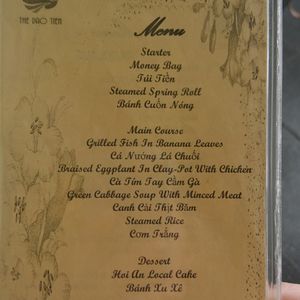 THE DAO TIEN
Menu
Starter
Money Bag
Túi Tiền
Steamed Spring Roll
Bánh Cuốn Nóng
Main Course
Grilled Fish In Banana Leaves
Cá Nướng Lá Chuối
Braised Eggplant In Clay-Pot With Chicken
Cà Tím Tay Cầm Gà
Green Cabbage Soup With Minced Meat
Canh Cải Thịt Bằm
Steamed Rice
Cơm Trắng
Dessert
Hoi An Local Cake
Bánh Xu Xê